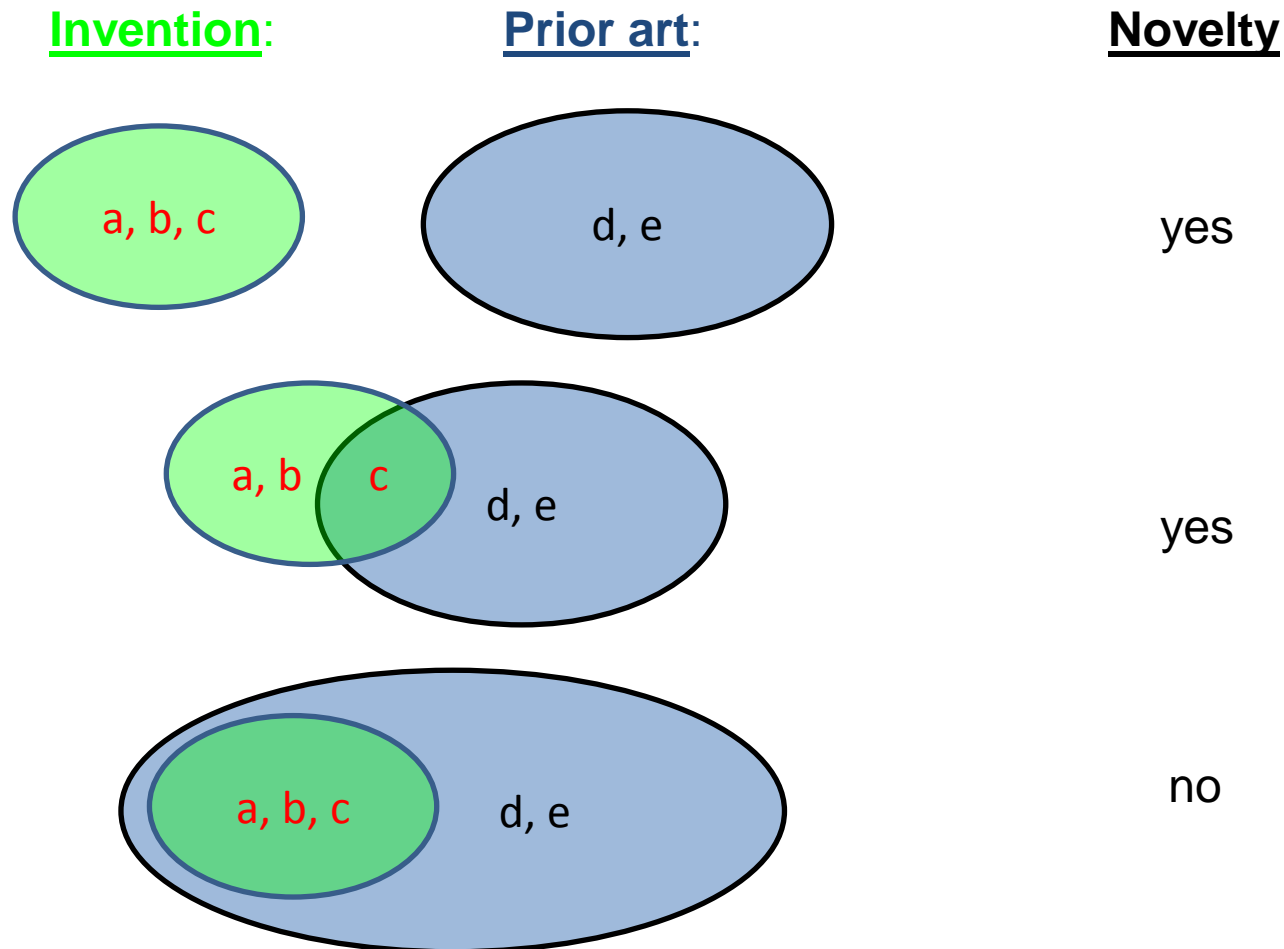 Invention: Prior art: Novelty
a, b, c d, e yes
a, b c d, e yes
a, b, c d, e no